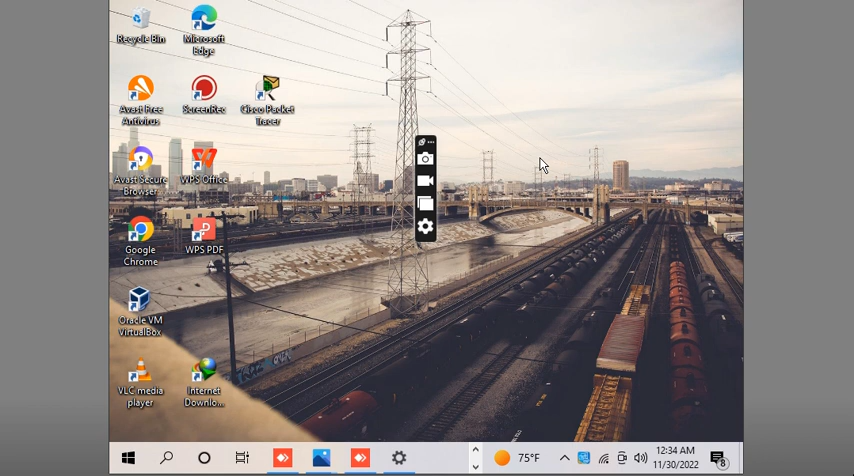 Recycle Bin
Microsoft
Edge
Avast Free
Antivirus
ScreenRec
Cisco Packet
Tracer
Avast Secure
Browser
WPS Office
Google
Chrome
WPS PDF
Oracle VM
VirtualBox
VLC media
player
Internet
Downlo...
75°F
12:34 AM
11/30/2022
8